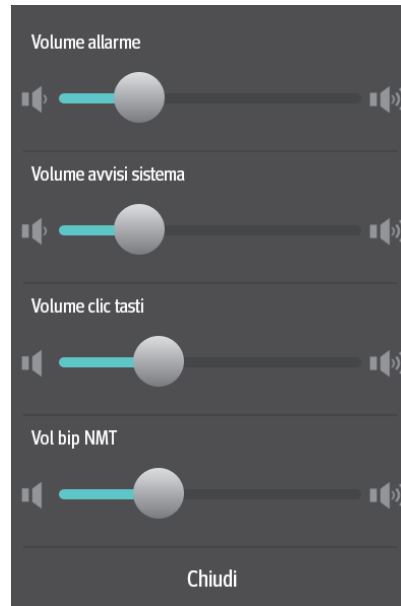 Volume allarme
Volume avvisi sistema
Volume clic tasti
Vol bip NMT
Chiudi